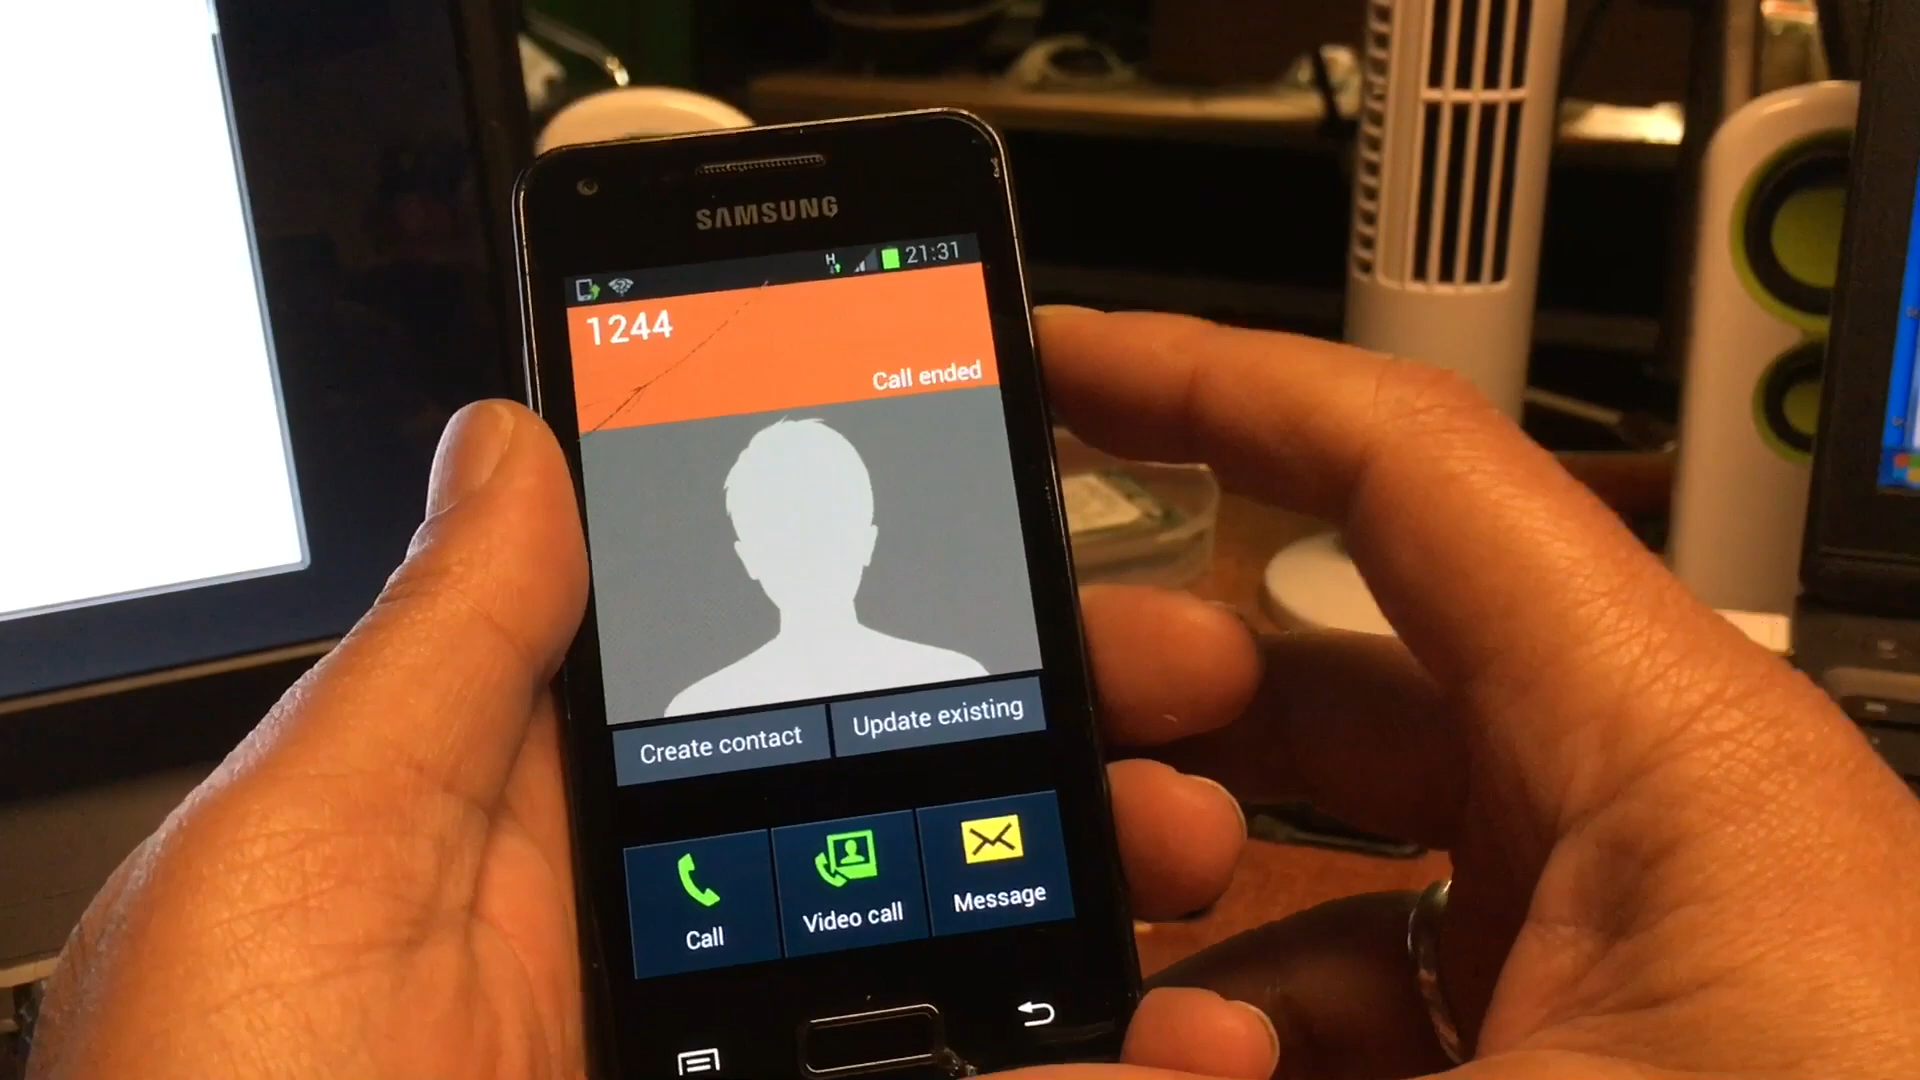 SAMSUNG
H 21:31
1244
Call ended
Create contact
Update existing
Call
Video call
Message